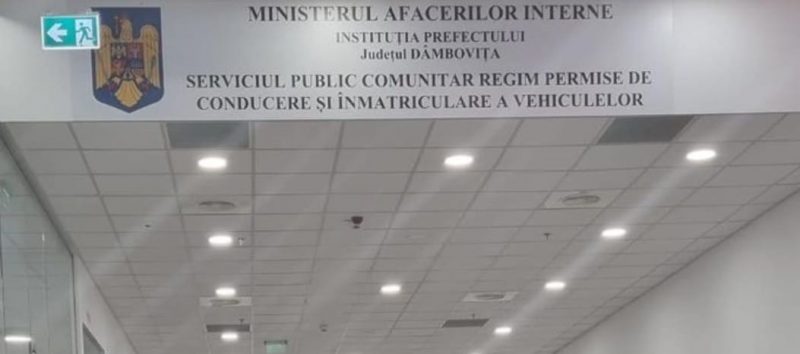 MINISTERUL AFACERILOR INTERNE
INSTITUȚIA PREFECTULUI
Județul DÂMBOVIȚA
SERVICIUL PUBLIC COMUNITAR REGIM PERMISE DE
CONDUCERE ȘI ÎNMATRICULARE A VEHICULELOR